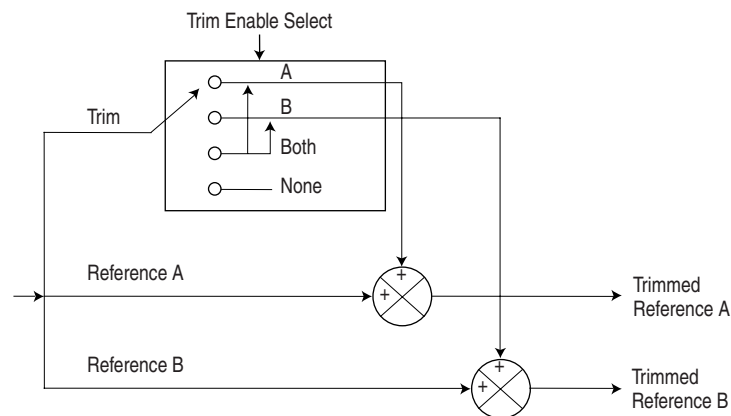 Trim Enable Select
A
Trim
B
Both
None
Reference A
+
+
Trimmed
Reference A
Reference B
+
+
Trimmed
Reference B